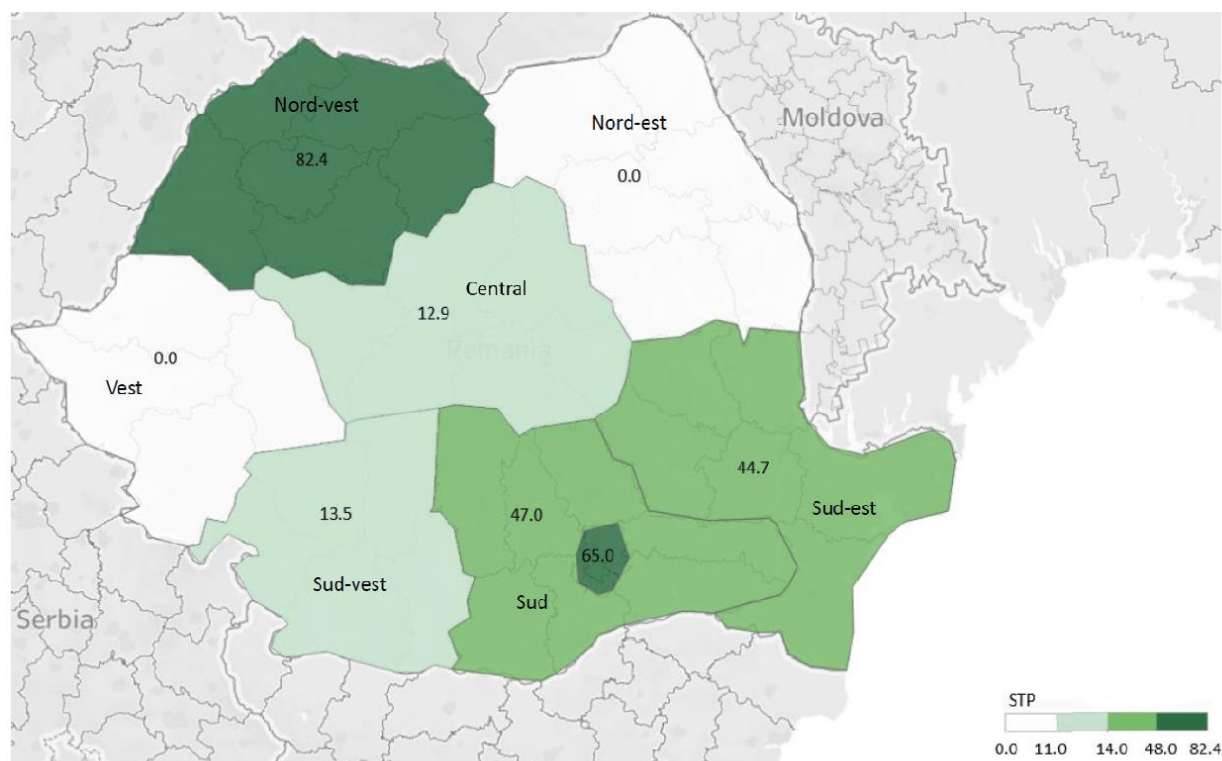 Nord-vest
82.4
Nord-est
0.0
Moldova
Central
12.9
Romania
0.0
Vest
44.7
Sud-est
13.5
47.0
65.0
Sud-vest
Sud
Serbia
STP
0.0 11.0 14.0 48.0 82.4